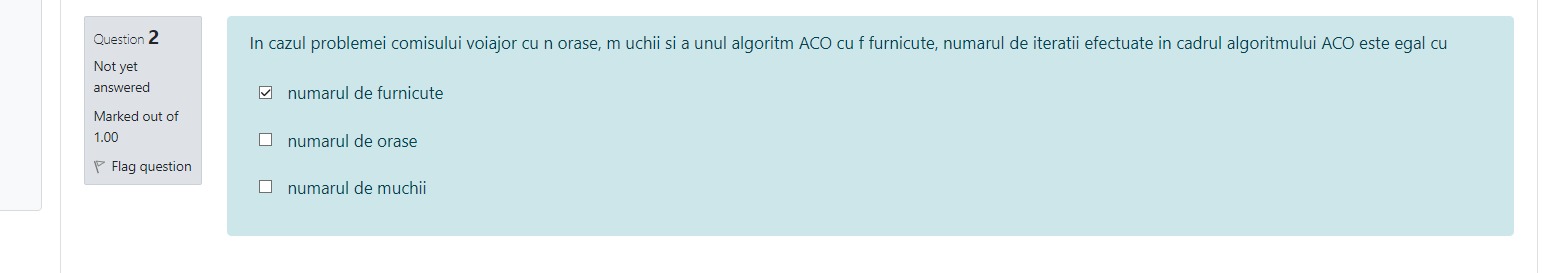 Question 2
Not yet
answered
Marked out of
1.00
Flag question
In cazul problemei comisului voiajor cu n orase, m uchii si a unul algoritm ACO cu f furnicute, numarul de iteratii efectuate in cadrul algoritmului ACO este egal cu
numarul de furnicute
numarul de orase
numarul de muchii